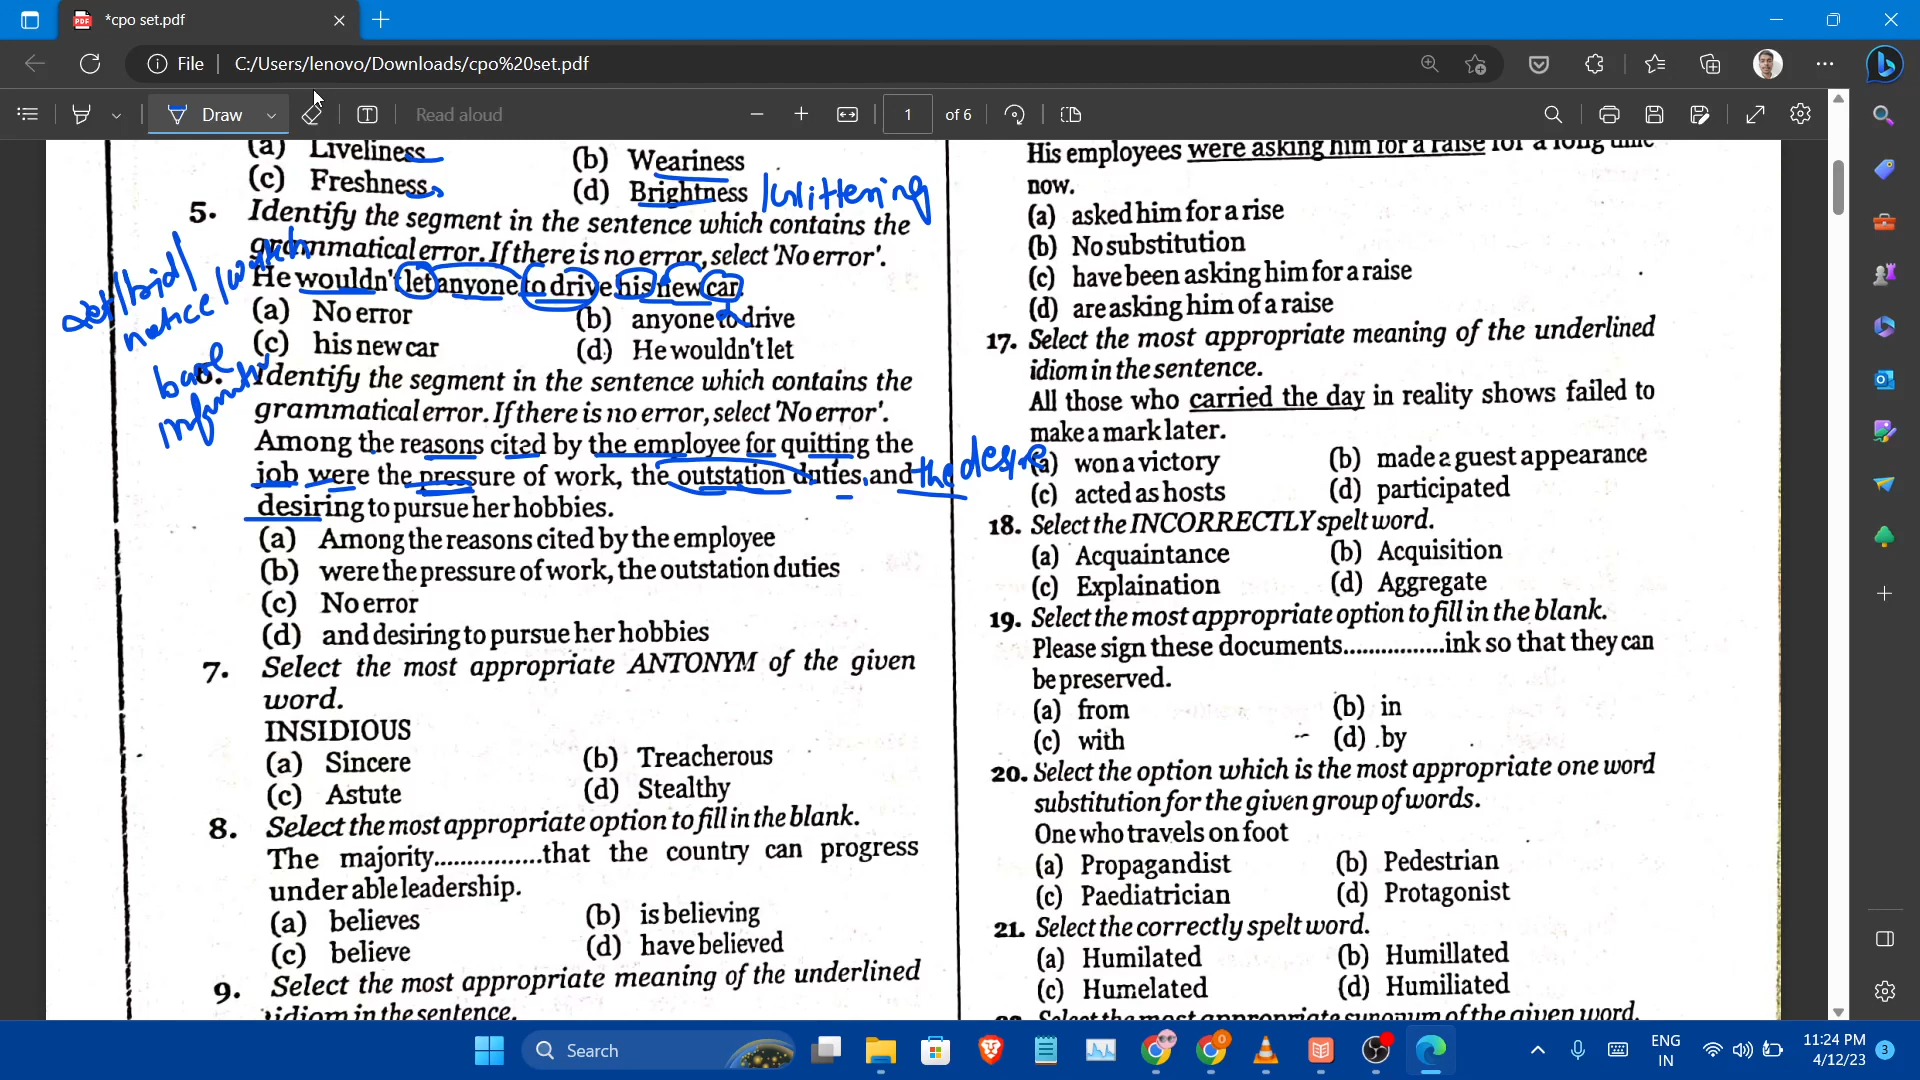 *cpo set.pdf
File
C:/Users/lenovo/Downloads/cpo%20set.pdf
Draw
Read aloud
1
of 6
(a) Liveliness
(b) Weariness
(c) Freshness
(d) Brightness
5. Identify the segment in the sentence which contains the
grammatical error. If there is no error, select 'No error'.
He wouldn't let anyone to drive his new car.
(a) No error
(b) anyone to drive
(c) his new car
(d) He wouldn't let
notice / watch
bare
6. Identify the segment in the sentence which contains the
grammatical error. If there is no error, select 'No error'.
Among the reasons cited by the employee for quitting the
job were the pressure of work, the outstation duties, and
the desire
desiring to pursue her hobbies.
(a) Among the reasons cited by the employee
(b) were the pressure of work, the outstation duties
(c) No error
(d) and desiring to pursue her hobbies
7. Select the most appropriate ANTONYM of the given
word.
INSIDIOUS
(a) Sincere
(b) Treacherous
(c) Astute
(d) Stealthy
8. Select the most appropriate option to fill in the blank.
The majority................that the country can progress
under able leadership.
(a) believes
(b) is believing
(c) believe
(d) have believed
9. Select the most appropriate meaning of the underlined
idiom in the sentence.
His employees were asking him for a raise for a long time
now.
(a) asked him for a rise
(b) No substitution
(c) have been asking him for a raise
(d) are asking him of a raise
17. Select the most appropriate meaning of the underlined
idiom in the sentence.
All those who carried the day in reality shows failed to
make a mark later.
(a) won a victory
(b) made a guest appearance
(c) acted as hosts
(d) participated
18. Select the INCORRECTLY spelt word.
(a) Acquaintance
(b) Acquisition
(c) Explaination
(d) Aggregate
19. Select the most appropriate option to fill in the blank.
Please sign these documents................ink so that they can
be preserved.
(a) from
(b) in
(c) with
(d) by
20. Select the option which is the most appropriate one word
substitution for the given group of words.
One who travels on foot
(a) Propagandist
(b) Pedestrian
(c) Paediatrician
(d) Protagonist
21. Select the correctly spelt word.
(a) Humilated
(b) Humillated
(c) Humelated
(d) Humiliated
Select the most appropriate synonym of the given word.
Search
ENG
IN
11:24 PM
4/12/23
3